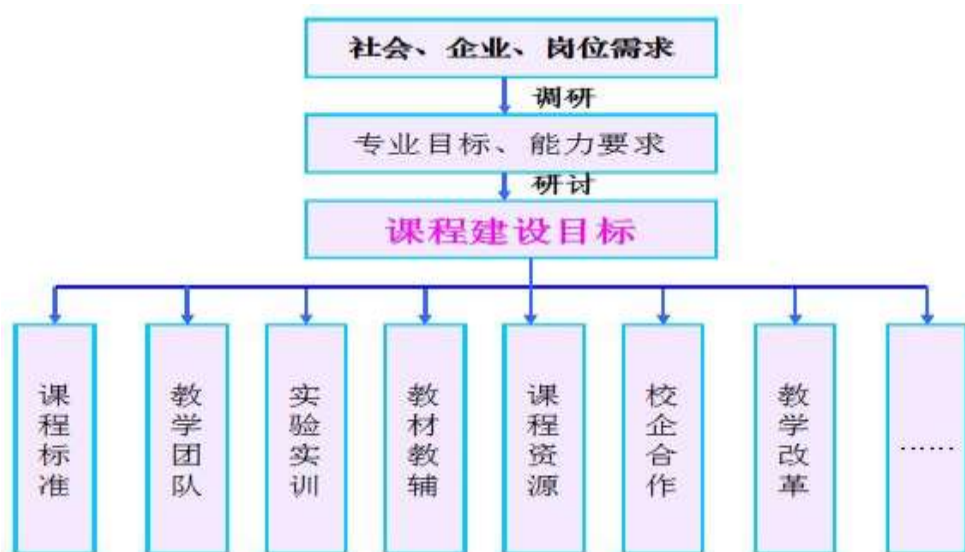 社会、企业、岗位需求
调研
专业目标、能力要求
研讨
课程建设目标
课程标准
教学团队
实验实训
教材教辅
课程资源
校企合作
教学改革
……